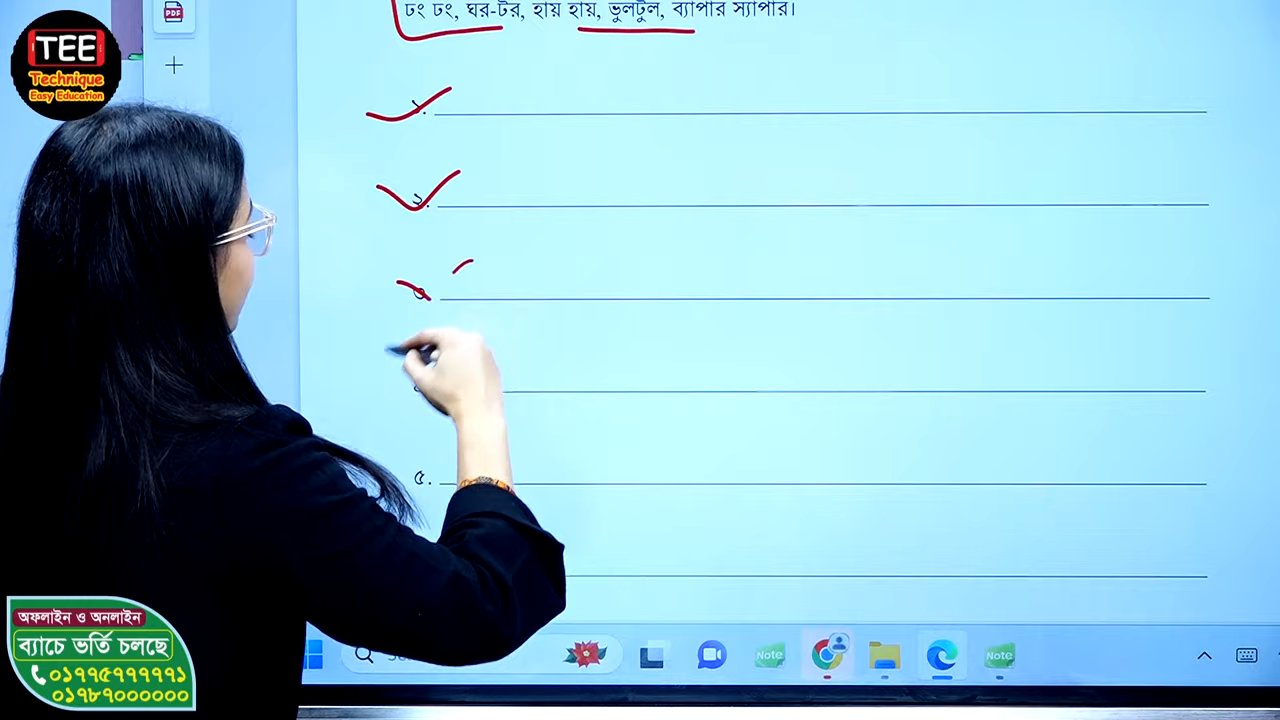 ঢং ঢং, ঘর-টর, হায় হায়, ভুলটুল, ব্যাপার স্যাপার।
PDF
TEE
Technique
Easy Education
১.
২.
৩.
৫.
অফলাইন ও অনলাইন
ব্যাচে ভর্তি চলছে
০১৭৭৫৭৭৭৭৭১
০১৭৮৭০০০০০০
Note
Note